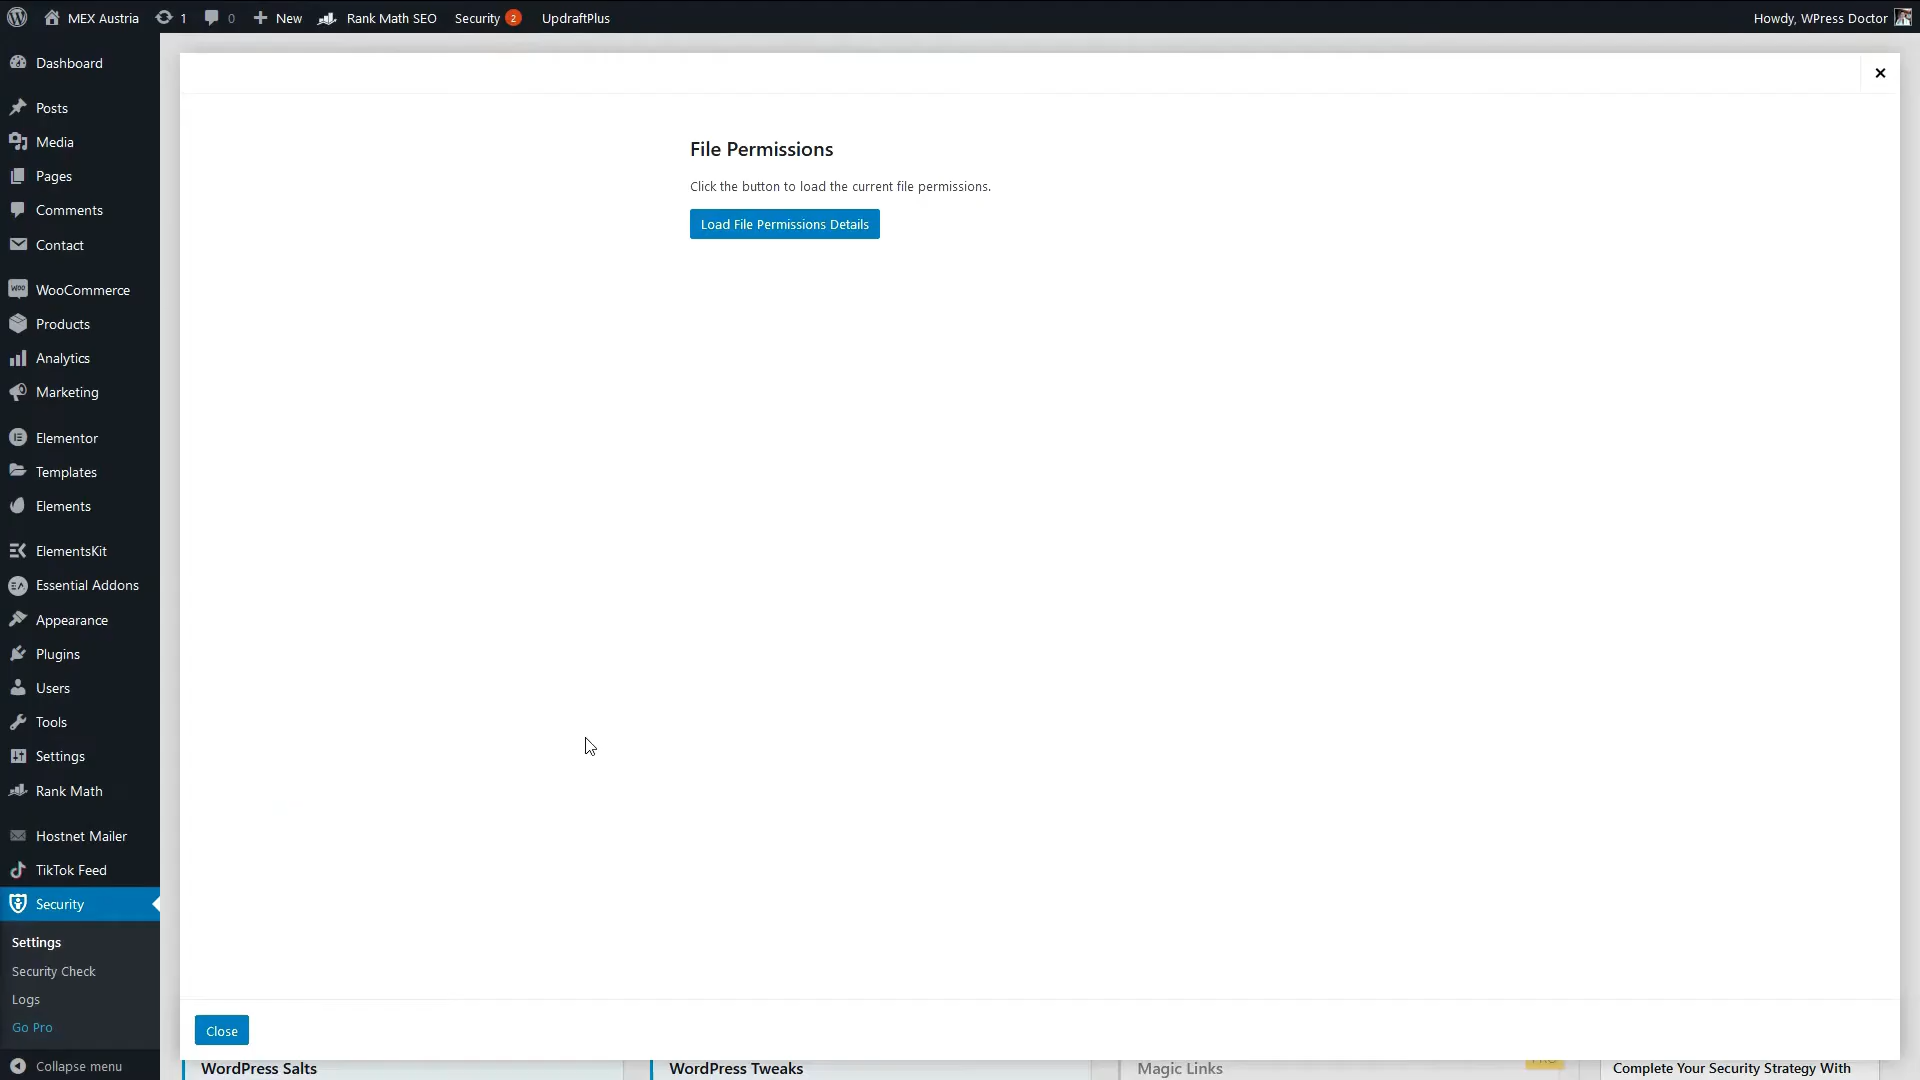 MEX Austria 1 0 New Rank Math SEO Security 2 UpdraftPlus Howdy, WPress Doctor
Dashboard
Posts
Media
Pages
Comments
Contact
WooCommerce
Products
Analytics
Marketing
Elementor
Templates
Elements
ElementsKit
Essential Addons
Appearance
Plugins
Users
Tools
Settings
Rank Math
Hostnet Mailer
TikTok Feed
Security
Settings
Security Check
Logs
Go Pro
Collapse menu
×
File Permissions
Click the button to load the current file permissions.
Load File Permissions Details
Close
WordPress Salts
WordPress Tweaks
Magic Links
PRO
Complete Your Security Strategy With